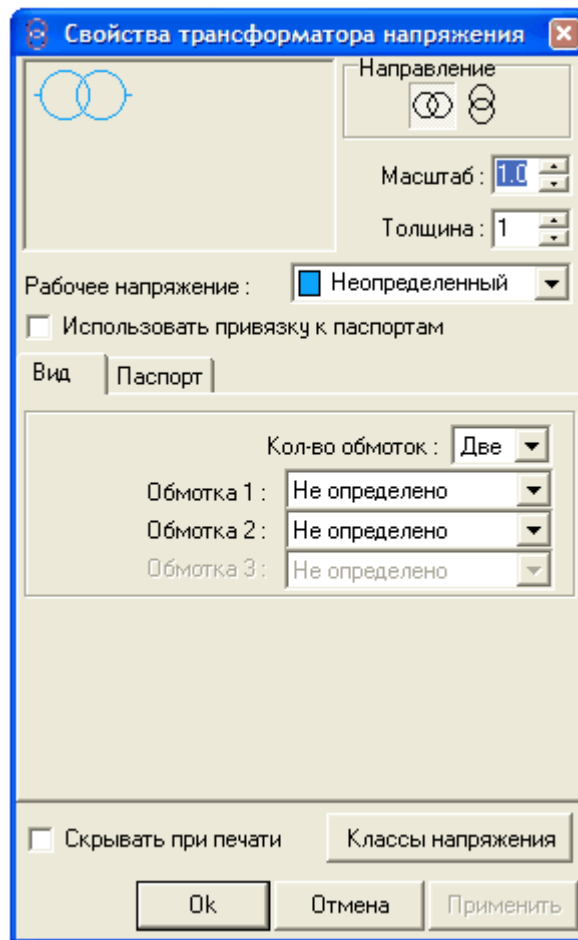 Свойства трансформатора напряжения
Направление
Масштаб : 1.0
Толщина : 1
Рабочее напряжение : Неопределенный
Использовать привязку к паспортам
Вид Паспорт
Кол-во обмоток : Две
Обмотка 1 : Не определено
Обмотка 2 : Не определено
Обмотка 3 : Не определено
Скрывать при печати Классы напряжения
Ok Отмена Применить